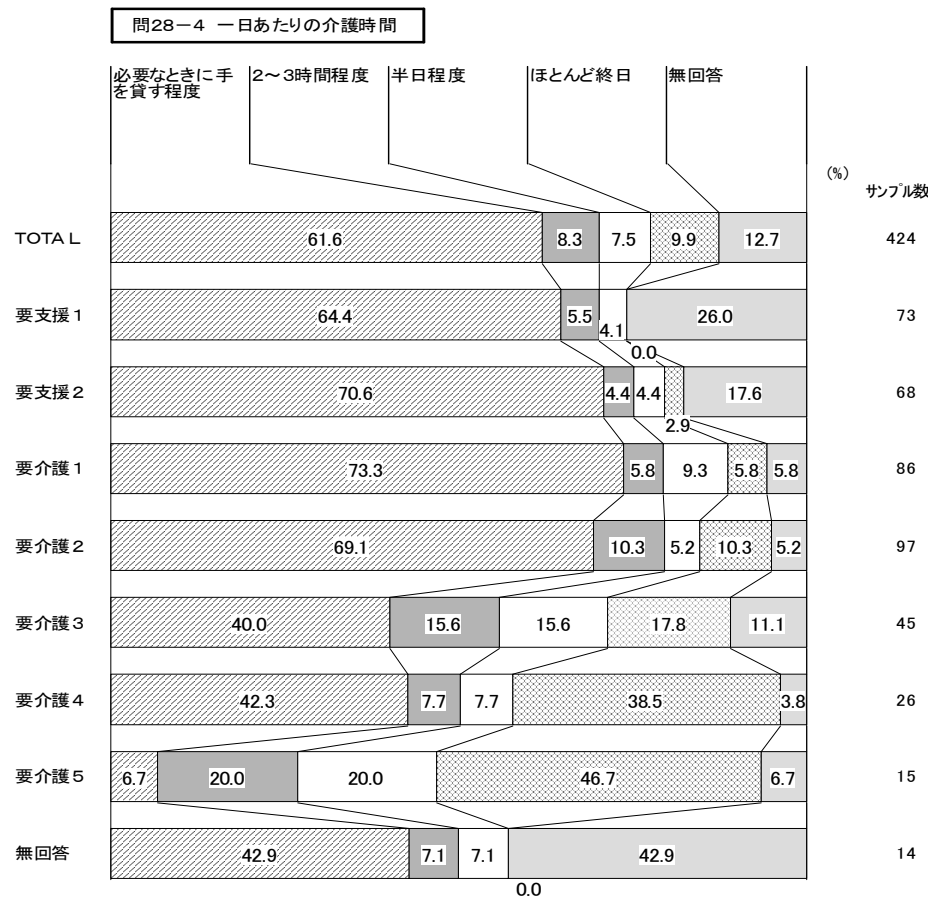 問28－4 一日あたりの介護時間
必要なときに手
を貸す程度
2～3時間程度
半日程度
ほとんど終日
無回答
(%)
サンプル数
TOTAL 61.6 8.3 7.5 9.9 12.7 424
要支援1 64.4 5.5 4.1 0.0 26.0 73
要支援2 70.6 4.4 4.4 2.9 17.6 68
要介護1 73.3 5.8 9.3 5.8 5.8 86
要介護2 69.1 10.3 5.2 10.3 5.2 97
要介護3 40.0 15.6 15.6 17.8 11.1 45
要介護4 42.3 7.7 7.7 38.5 3.8 26
要介護5 6.7 20.0 20.0 46.7 6.7 15
無回答 42.9 7.1 7.1 0.0 42.9 14